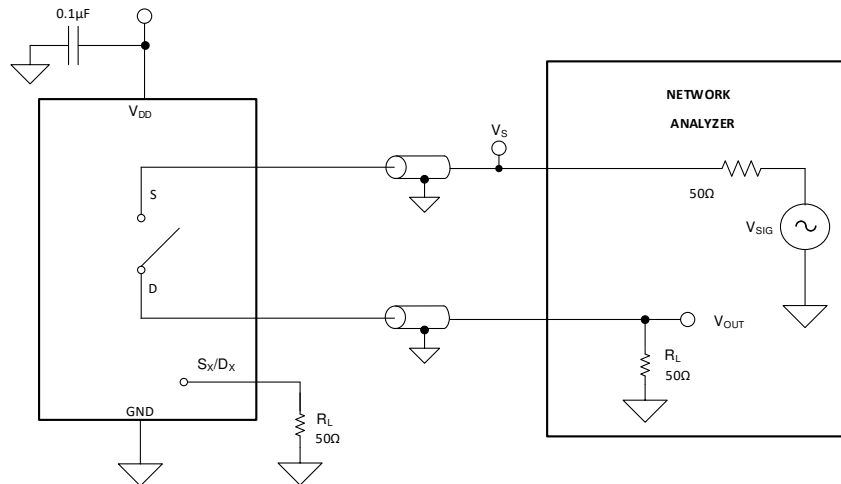 0.1µF
VDD
NETWORK
ANALYZER
VS
S
50Ω
VSIG
D
VOUT
SX/DX
RL
50Ω
GND
RL
50Ω